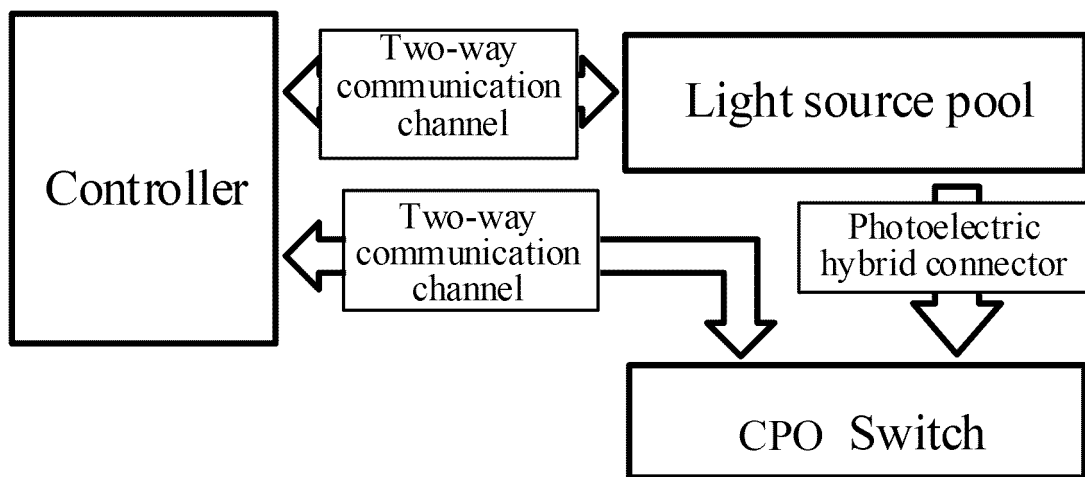 Controller
Two-way
communication
channel
Light source pool
Two-way
communication
channel
Photoelectric
hybrid connector
CPO Switch